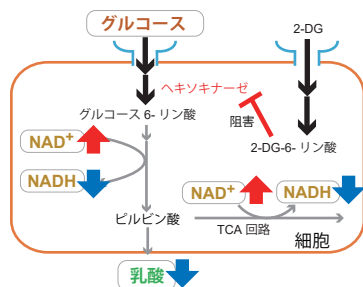 グルコース
2-DG
ヘキソキナーゼ
グルコース 6- リン酸
阻害
NAD+
2-DG-6- リン酸
NADH
NAD+
NADH
ピルビン酸
TCA 回路
細胞
乳酸